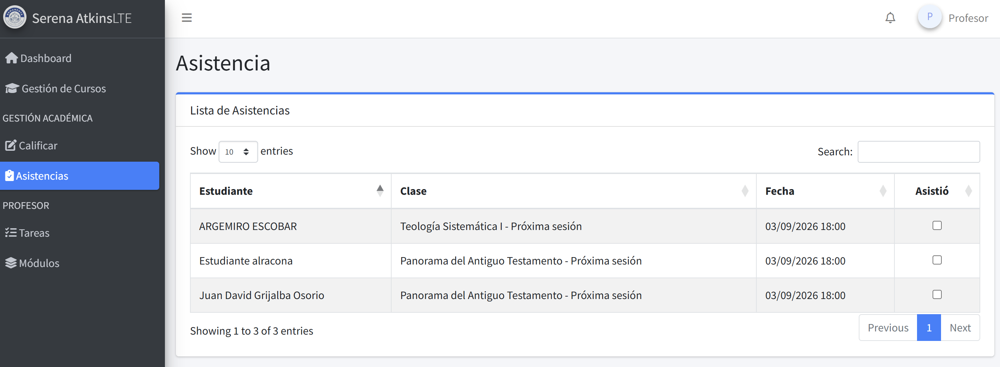 Serena AtkinsLTE
Profesor
P
Dashboard
Gestión de Cursos
GESTIÓN ACADÉMICA
Calificar
Asistencias
PROFESOR
Tareas
Módulos
Asistencia
Lista de Asistencias
Show 10 entries
Search:
Estudiante Clase Fecha Asistió
ARGEMIRO ESCOBAR Teología Sistemática I - Próxima sesión 03/09/2026 18:00
Estudiante alracona Panorama del Antiguo Testamento - Próxima sesión 03/09/2026 18:00
Juan David Grijalba Osorio Panorama del Antiguo Testamento - Próxima sesión 03/09/2026 18:00
Showing 1 to 3 of 3 entries
Previous 1 Next